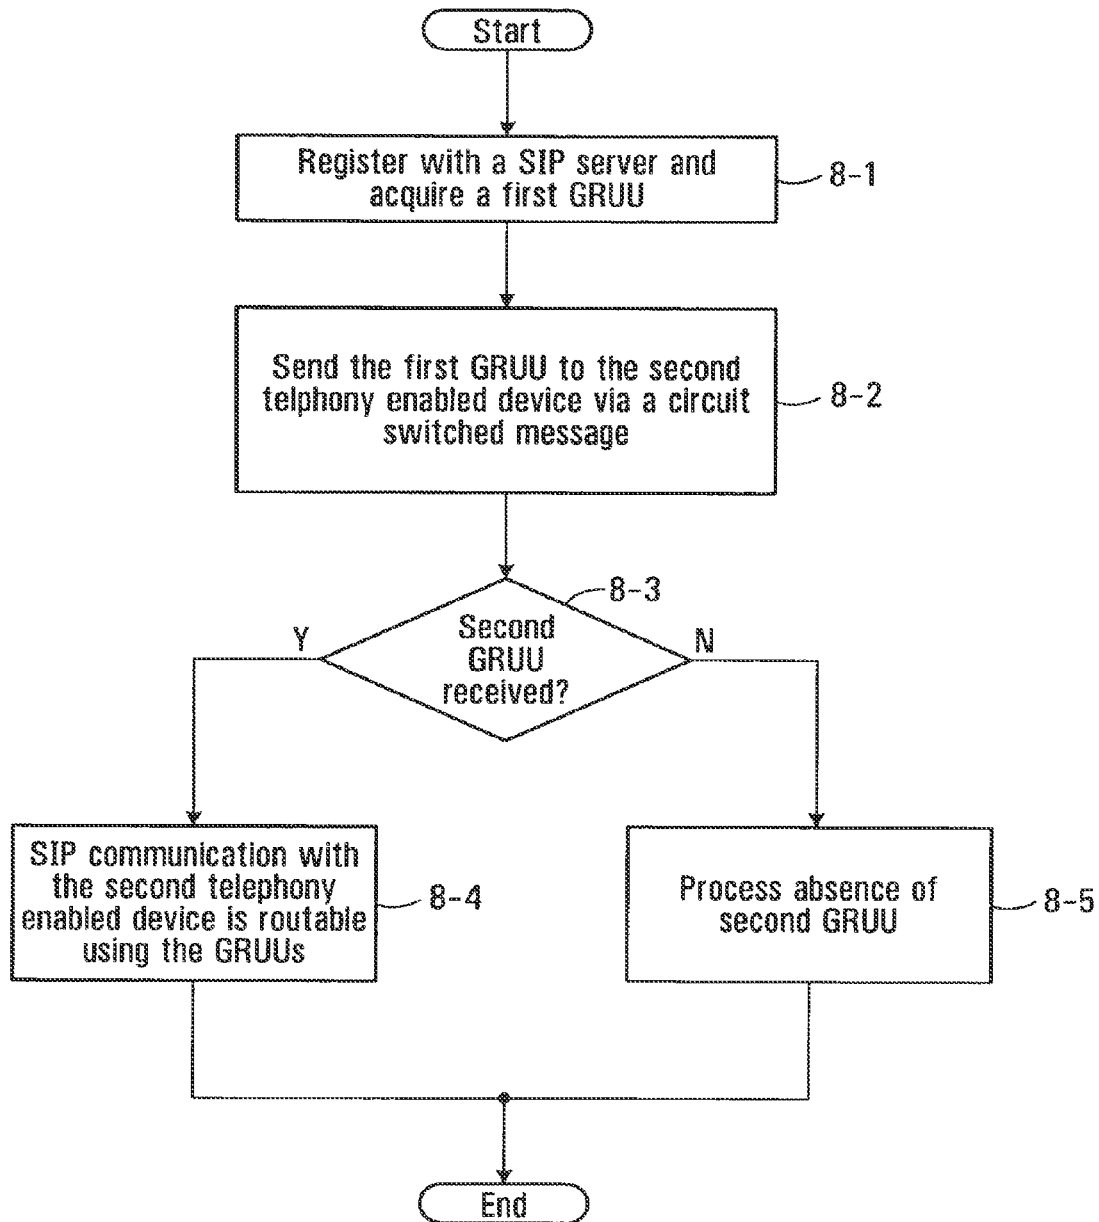 Start
Register with a SIP server and
acquire a first GRUU
8-1
Send the first GRUU to the second
telphony enabled device via a circuit
switched message
8-2
8-3
Y
Second
GRUU
received?
N
SIP communication with
the second telephony
enabled device is routable
using the GRUUs
8-4
Process absence of
second GRUU
8-5
End